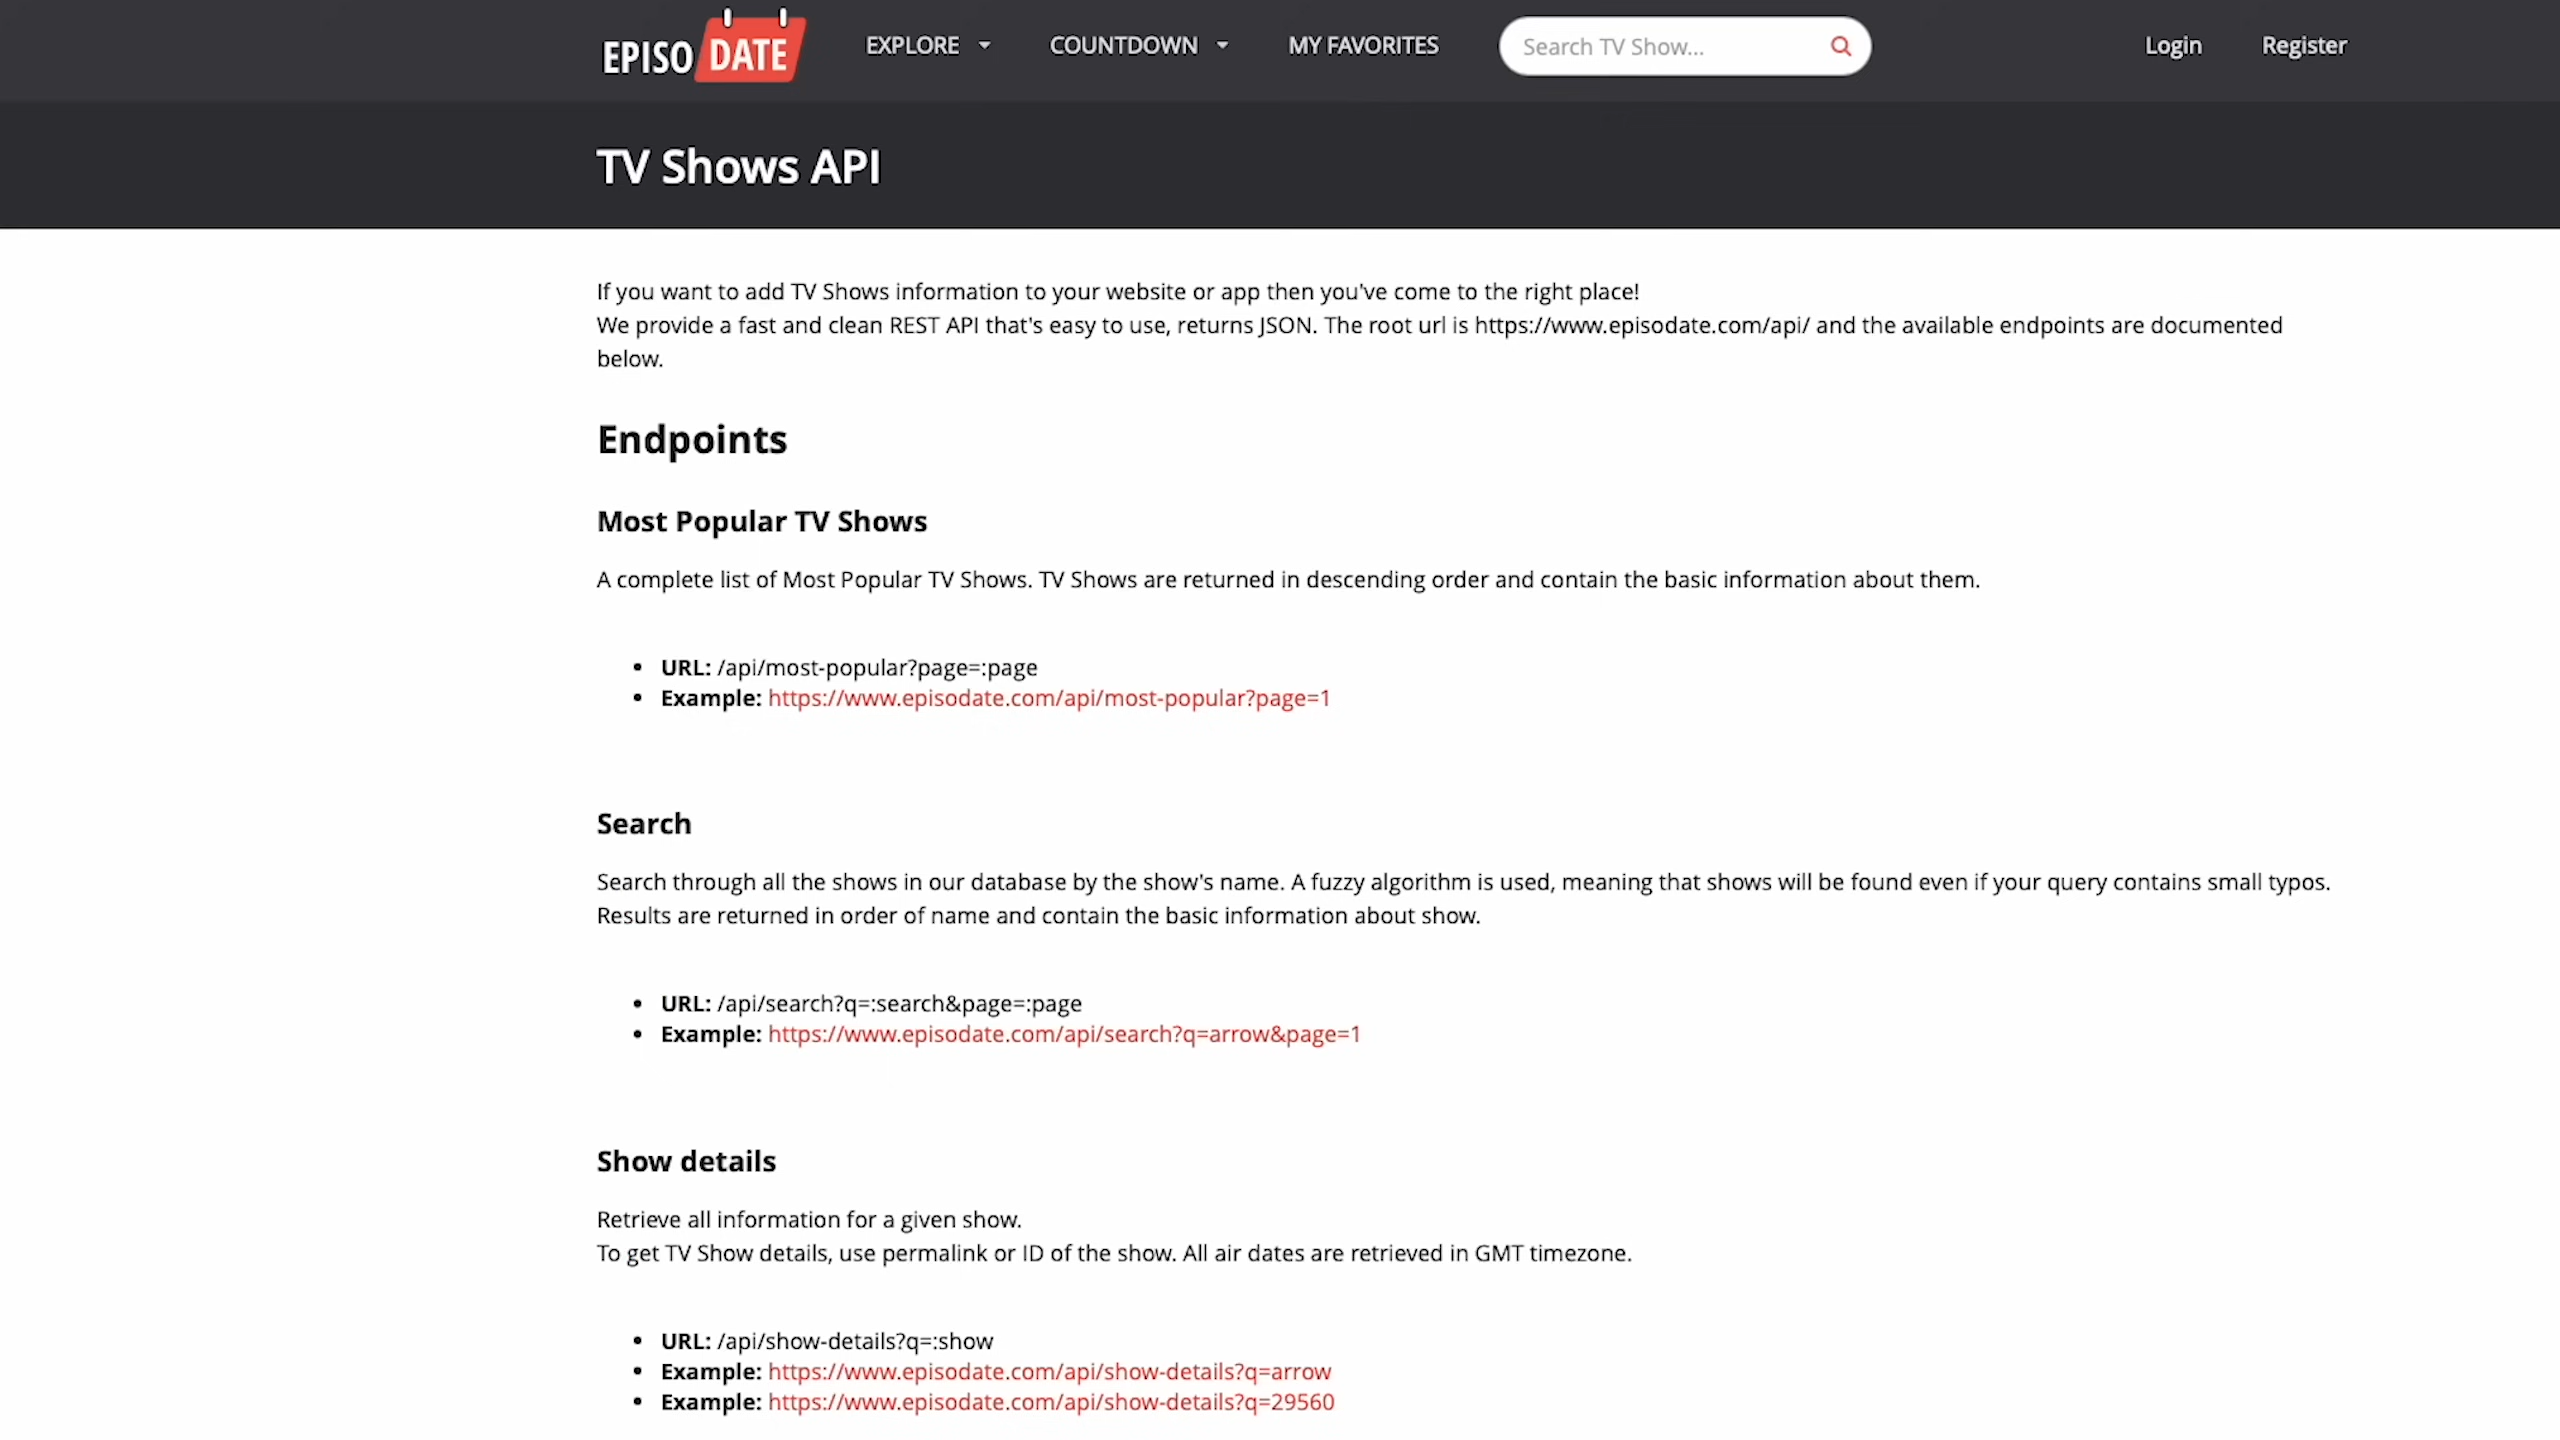 EPISODATE EXPLORE COUNTDOWN MY FAVORITES Search TV Show... Login Register
TV Shows API
If you want to add TV Shows information to your website or app then you've come to the right place!
We provide a fast and clean REST API that's easy to use, returns JSON. The root url is https://www.episodate.com/api/ and the available endpoints are documented
below.
Endpoints
Most Popular TV Shows
A complete list of Most Popular TV Shows. TV Shows are returned in descending order and contain the basic information about them.
• URL: /api/most-popular?page=:page
• Example: https://www.episodate.com/api/most-popular?page=1
Search
Search through all the shows in our database by the show's name. A fuzzy algorithm is used, meaning that shows will be found even if your query contains small typos.
Results are returned in order of name and contain the basic information about show.
• URL: /api/search?q=:search&page=:page
• Example: https://www.episodate.com/api/search?q=arrow&page=1
Show details
Retrieve all information for a given show.
To get TV Show details, use permalink or ID of the show. All air dates are retrieved in GMT timezone.
• URL: /api/show-details?q=:show
• Example: https://www.episodate.com/api/show-details?q=arrow
• Example: https://www.episodate.com/api/show-details?q=29560